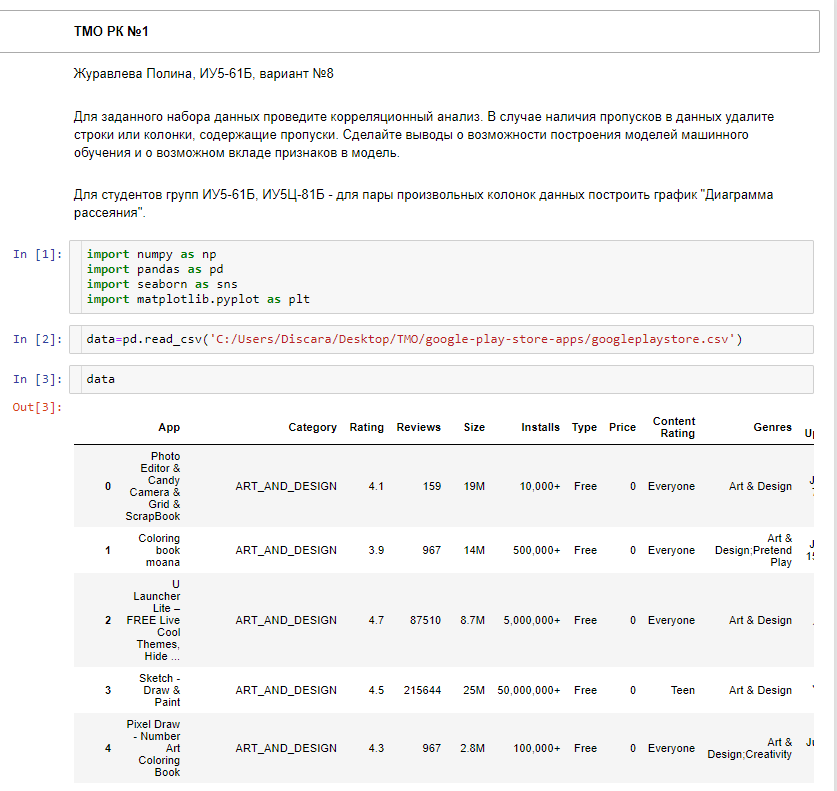 ТМО РК №1
Журавлева Полина, ИУ5-61Б, вариант №8
Для заданного набора данных проведите корреляционный анализ. В случае наличия пропусков в данных удалите
строки или колонки, содержащие пропуски. Сделайте выводы о возможности построения моделей машинного
обучения и о возможном вкладе признаков в модель.
Для студентов групп ИУ5-61Б, ИУ5Ц-81Б - для пары произвольных колонок данных построить график "Диаграмма
рассеяния".
In [1]: import numpy as np
import pandas as pd
import seaborn as sns
import matplotlib.pyplot as plt
In [2]: data=pd.read_csv('C:/Users/Discara/Desktop/TMO/google-play-store-apps/googleplaystore.csv')
In [3]: data
Out[3]:
App Category Rating Reviews Size Installs Type Price Content Rating Genres
0 Photo Editor & Candy Camera & Grid & ScrapBook ART_AND_DESIGN 4.1 159 19M 10,000+ Free 0 Everyone Art & Design
1 Coloring book moana ART_AND_DESIGN 3.9 967 14M 500,000+ Free 0 Everyone Art & Design;Pretend Play
2 U Launcher Lite – FREE Live Cool Themes, Hide ... ART_AND_DESIGN 4.7 87510 8.7M 5,000,000+ Free 0 Everyone Art & Design
3 Sketch - Draw & Paint ART_AND_DESIGN 4.5 215644 25M 50,000,000+ Free 0 Teen Art & Design
4 Pixel Draw - Number Art Coloring Book ART_AND_DESIGN 4.3 967 2.8M 100,000+ Free 0 Everyone Art & Design;Creativity